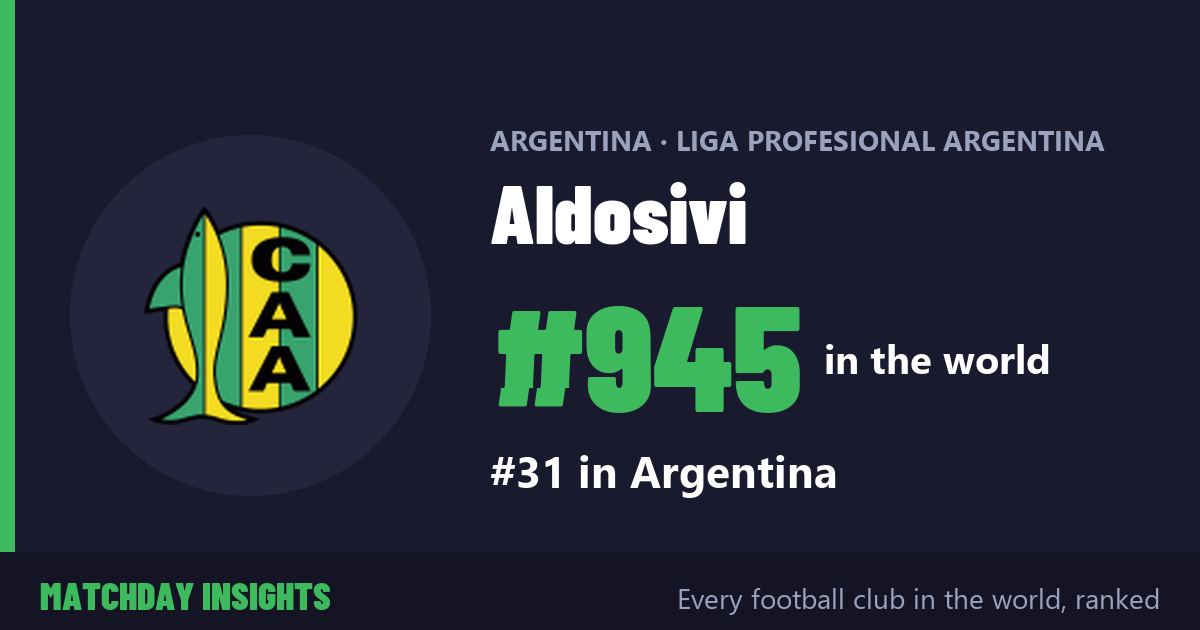 ARGENTINA · LIGA PROFESIONAL ARGENTINA
Aldosivi
C
A
A
#945 in the world
#31 in Argentina
MATCHDAY INSIGHTS
Every football club in the world, ranked